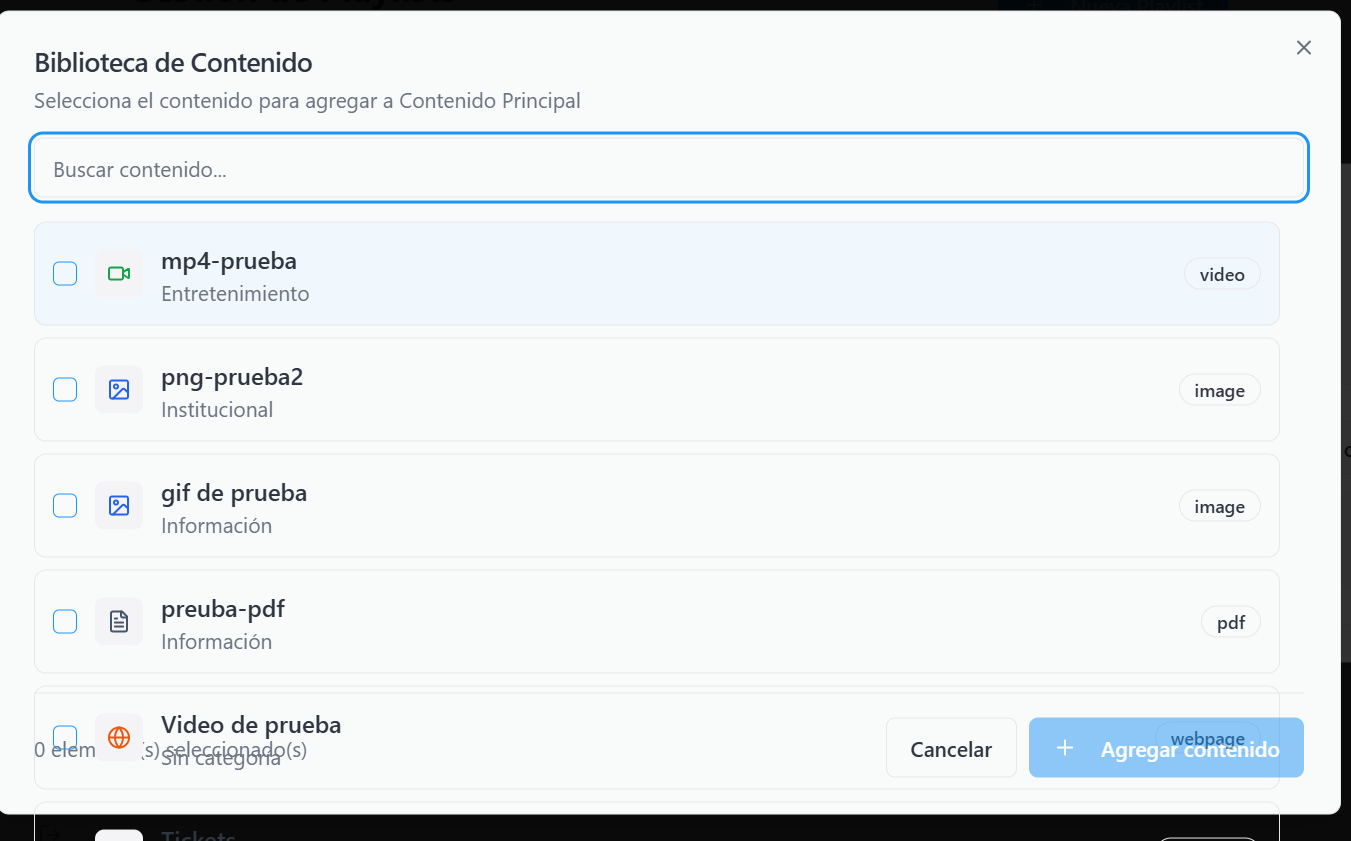 Biblioteca de Contenido
Selecciona el contenido para agregar a Contenido Principal
Buscar contenido...
mp4-prueba
Entretenimiento
video
png-prueba2
Institucional
image
gif de prueba
Información
image
preuba-pdf
Información
pdf
Video de prueba
Sin categoría
webpage
0 elem (s) seleccionado(s)
Cancelar
Agregar contenido
Tickets